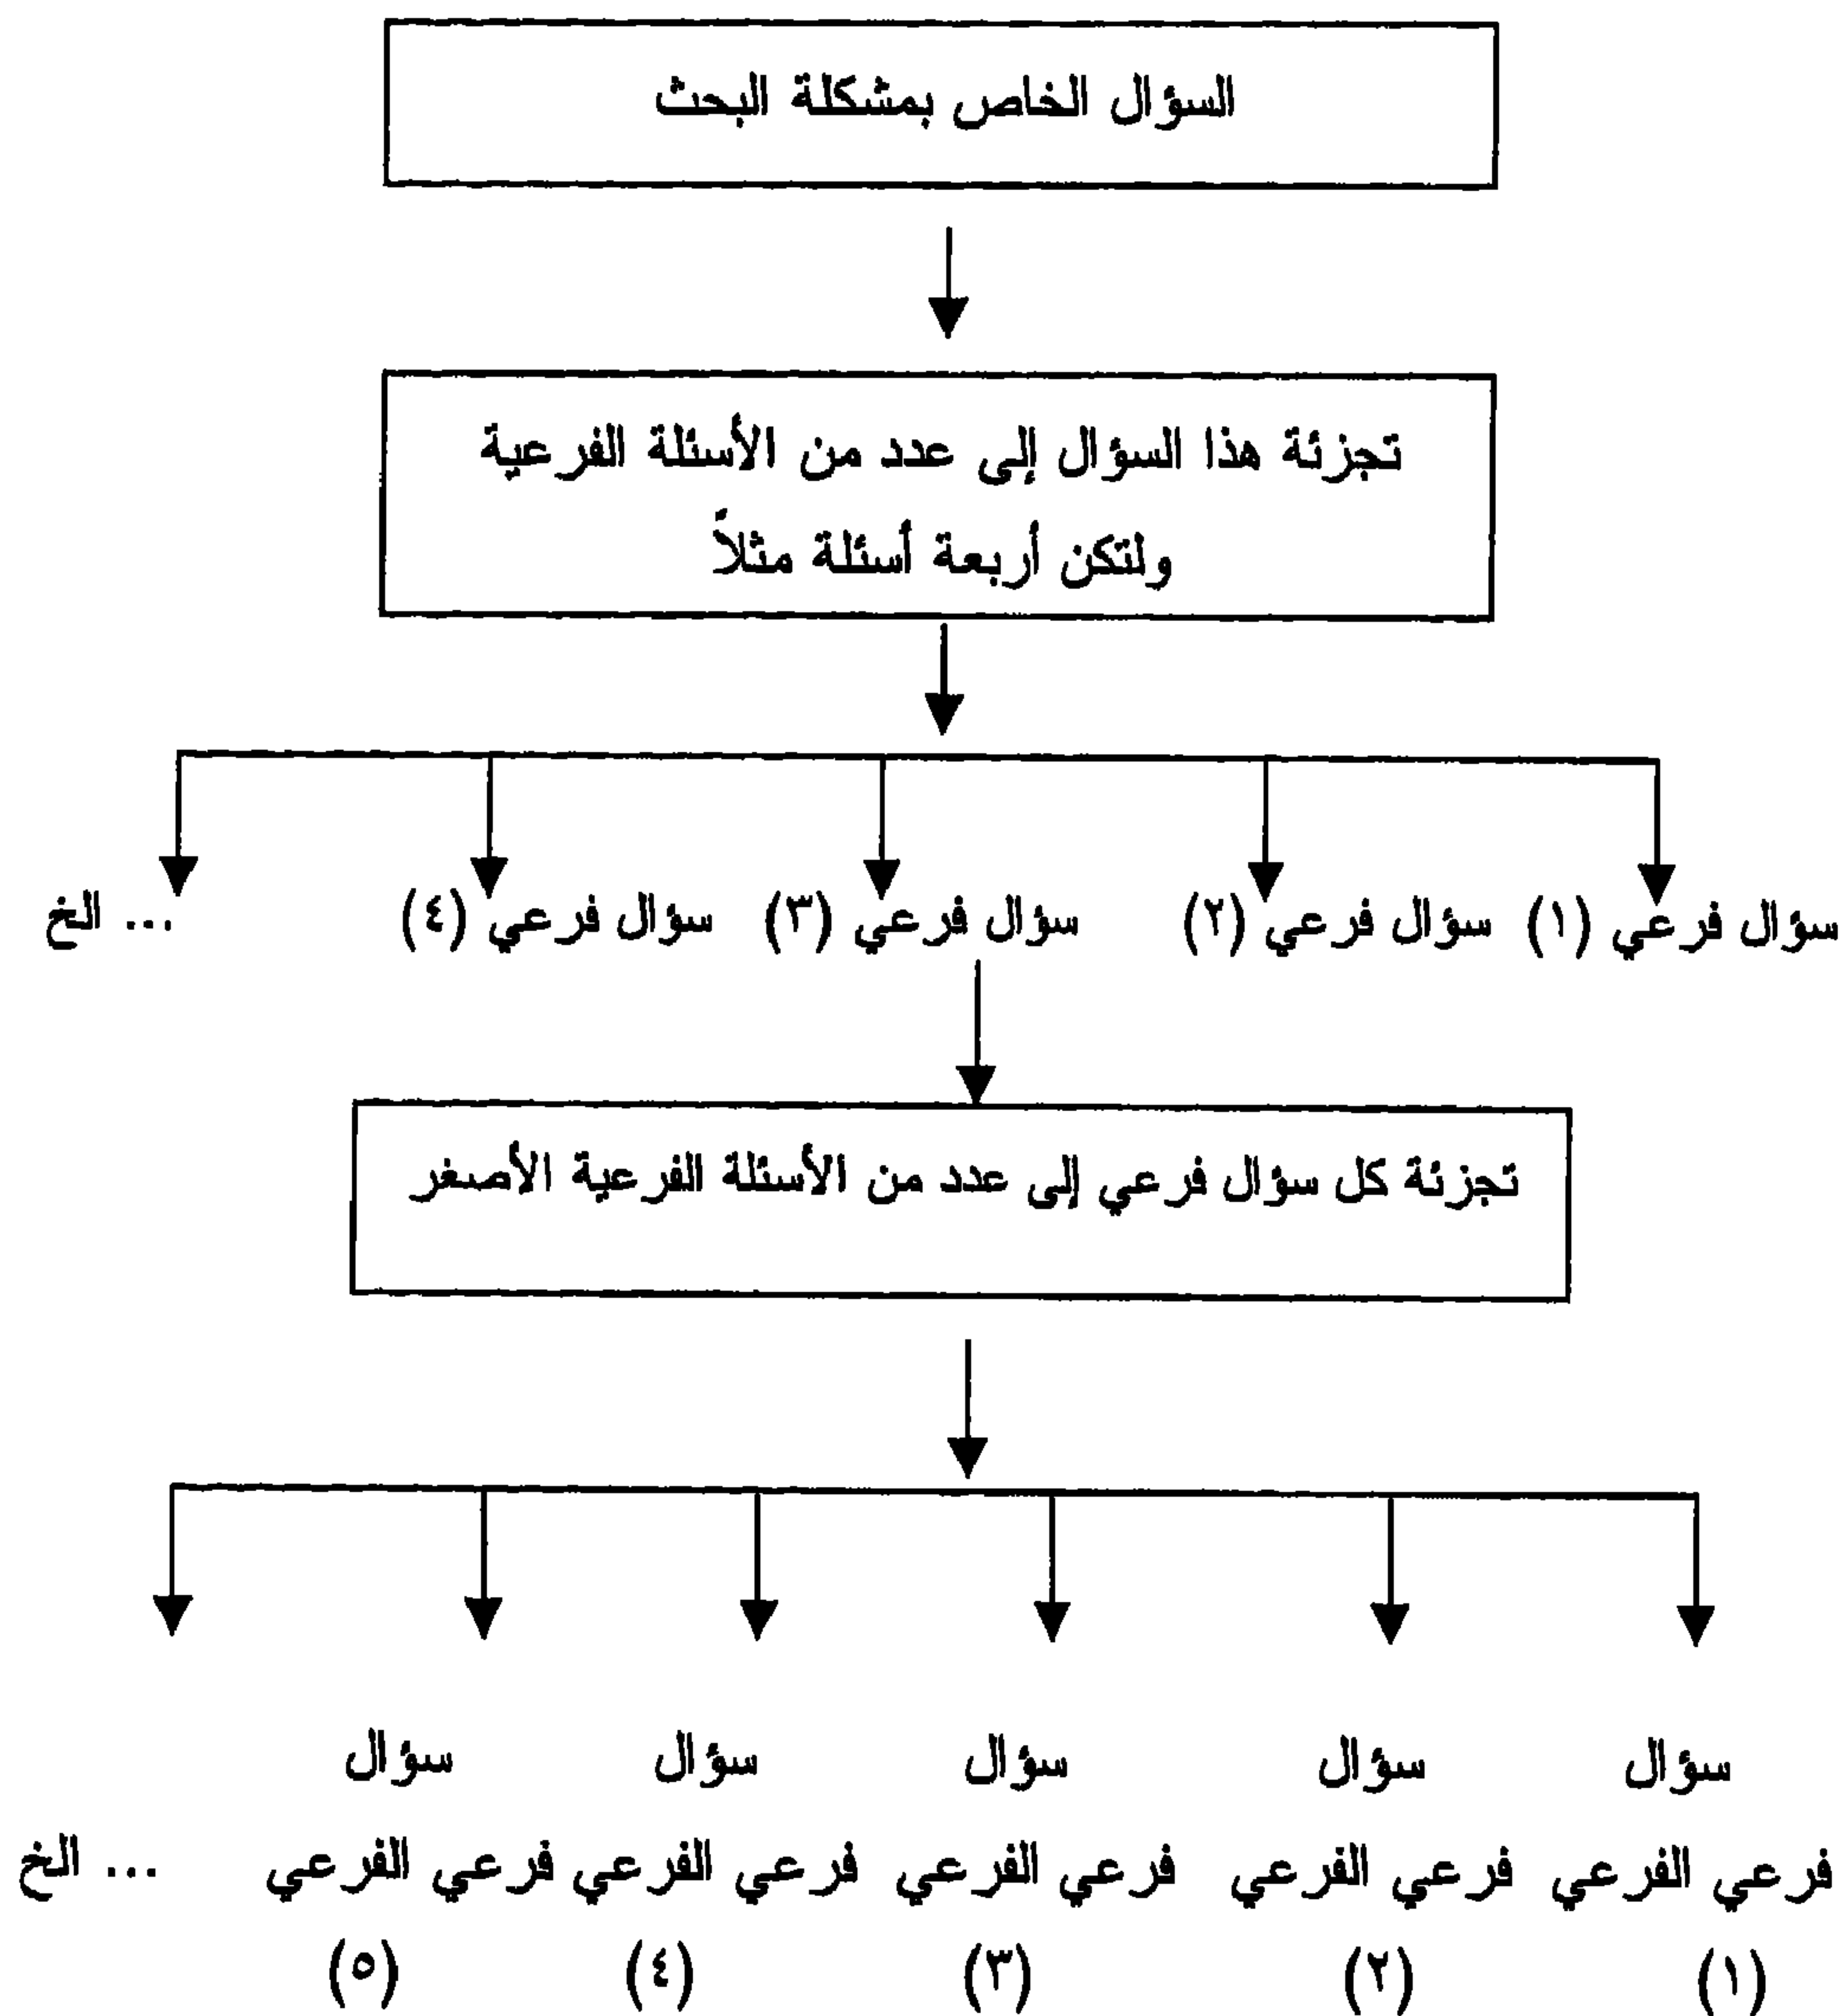 السؤال الخاص بمشكلة البحث
تجزئة هذا السؤال إلى عدد من الأسئلة الفرعية
ولتكن أربعة أسئلة مثلاً
سؤال فرعي (١) سؤال فرعي (٢) سؤال فرعي (٣) سؤال فرعي (٤) ... الخ
تجزئة كل سؤال فرعي إلى عدد من الأسئلة الفرعية الأصغر
سؤال سؤال سؤال سؤال سؤال
فرعي الفرعي فرعي الفرعي فرعي الفرعي فرعي الفرعي فرعي الفرعي ... الخ
(١) (٢) (٣) (٤) (٥)